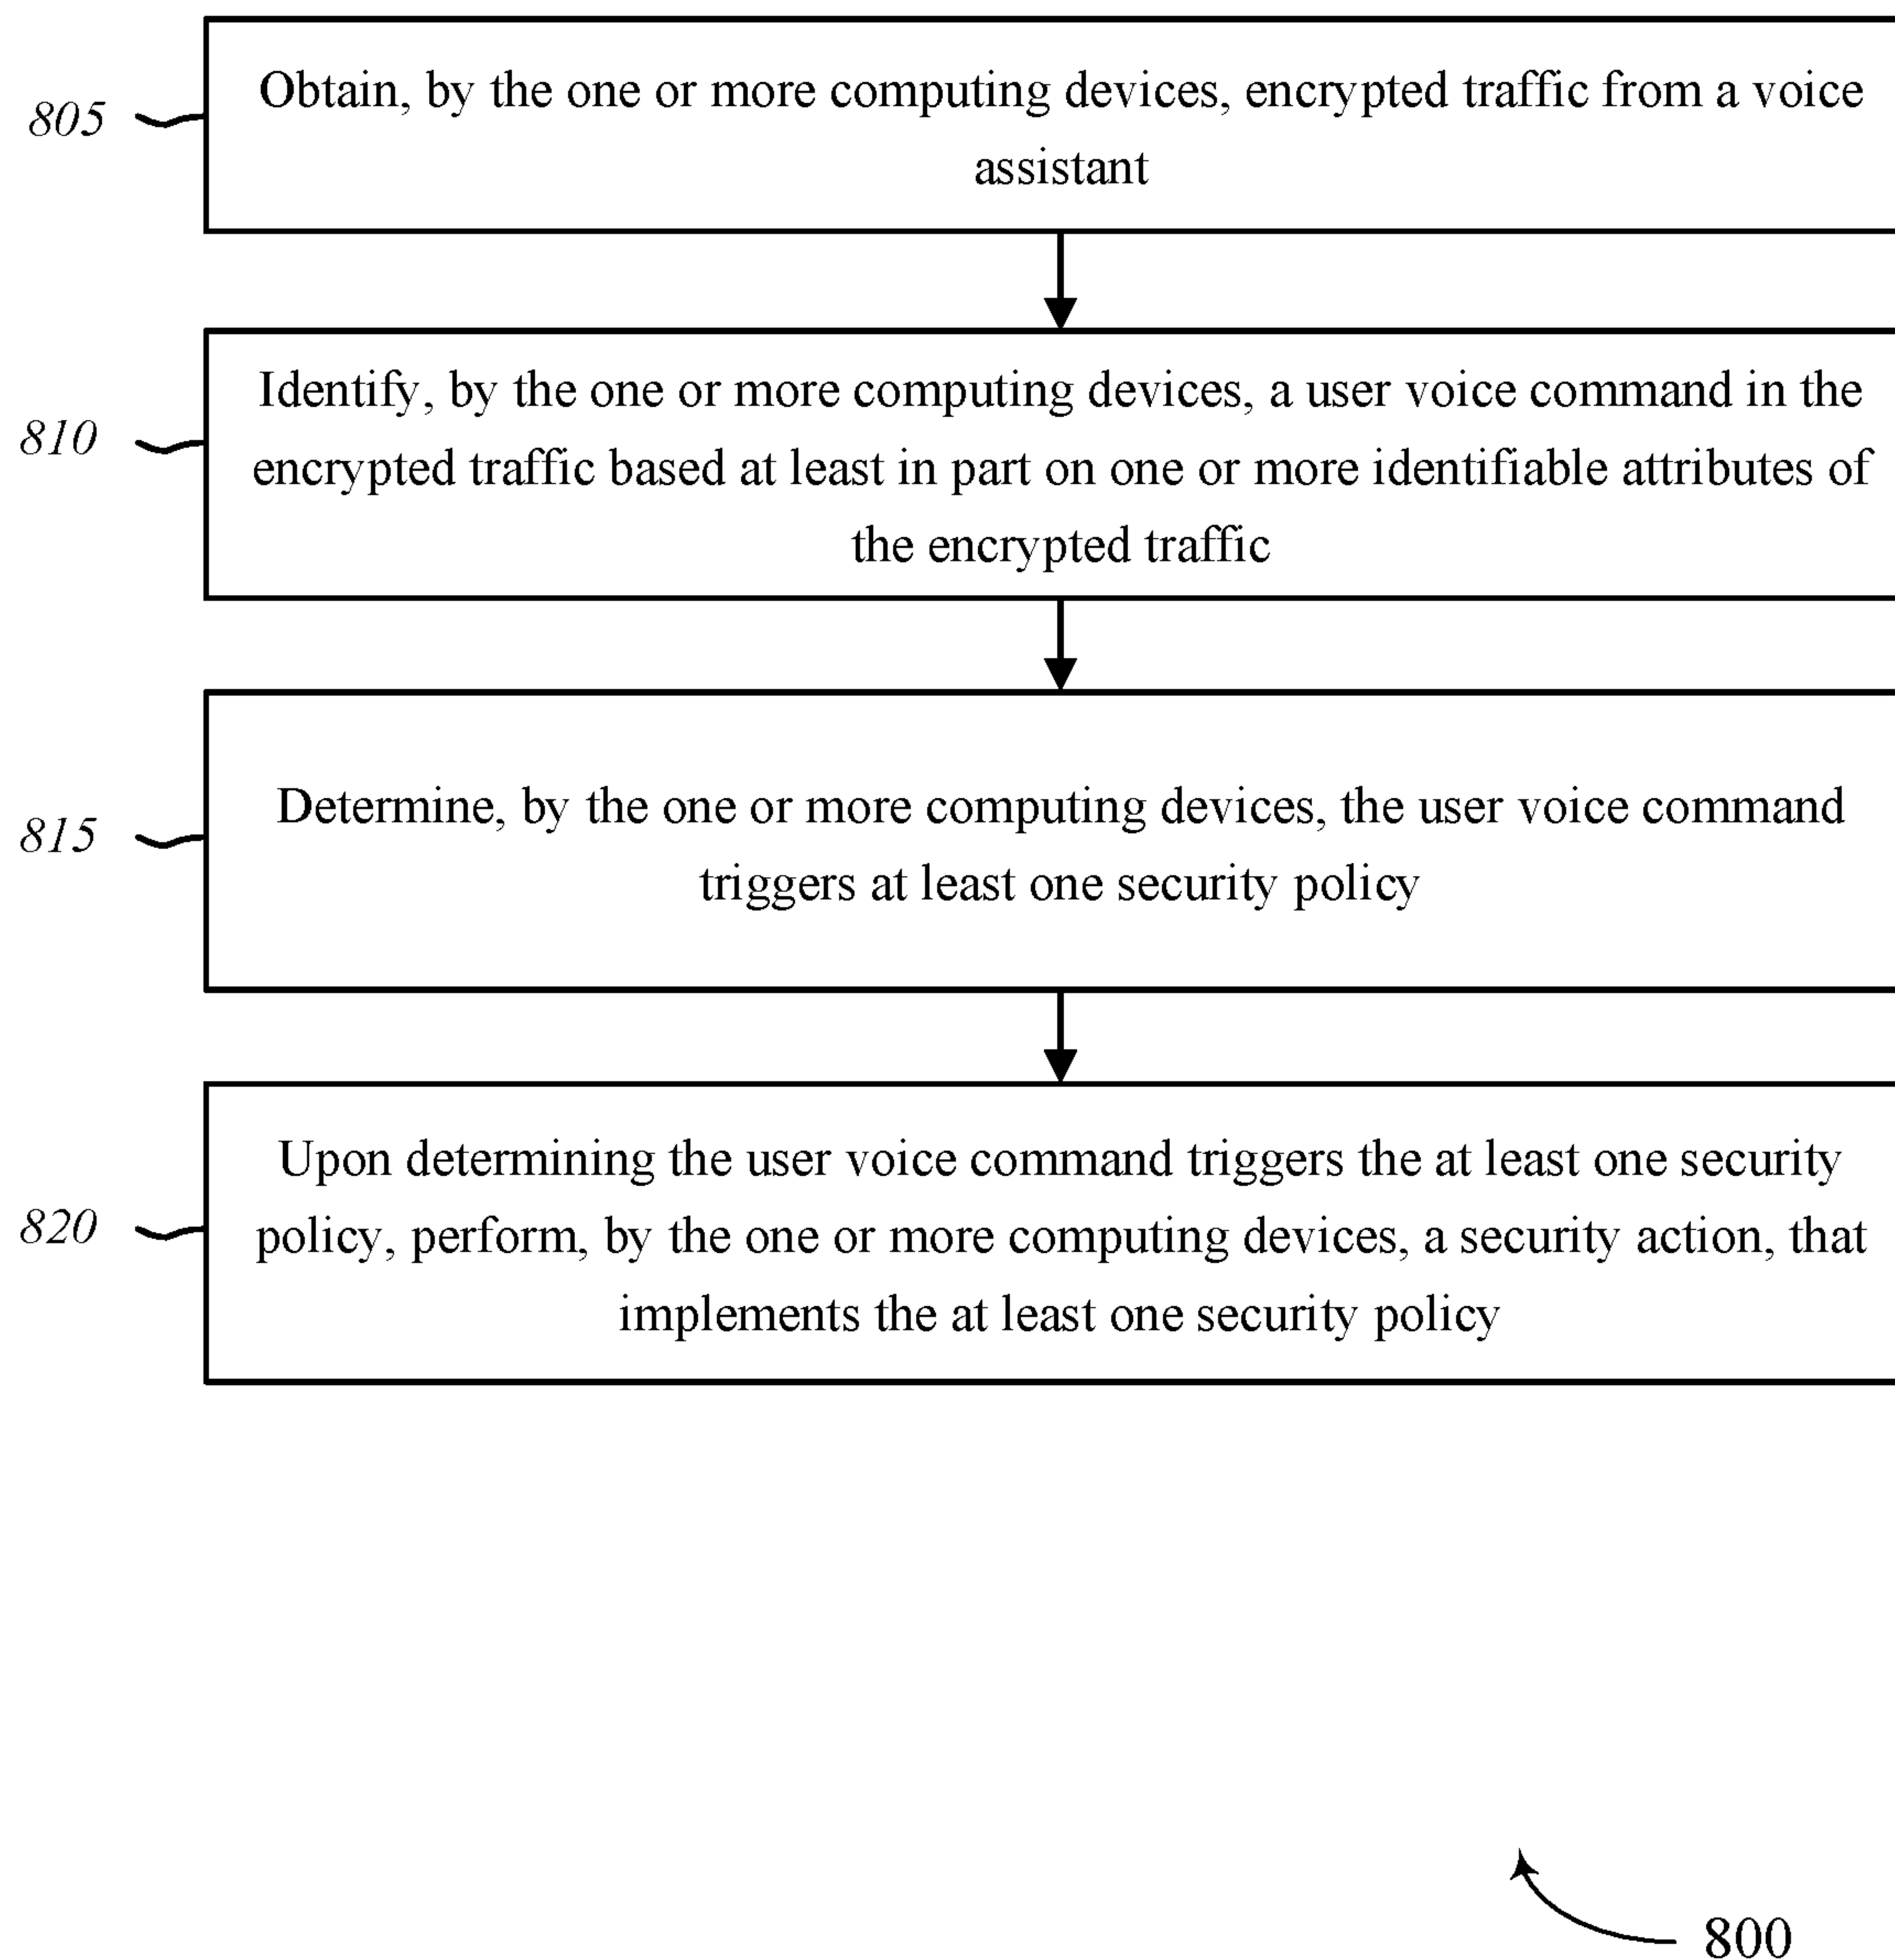 805
Obtain, by the one or more computing devices, encrypted traffic from a voice
assistant
810
Identify, by the one or more computing devices, a user voice command in the
encrypted traffic based at least in part on one or more identifiable attributes of
the encrypted traffic
815
Determine, by the one or more computing devices, the user voice command
triggers at least one security policy
820
Upon determining the user voice command triggers the at least one security
policy, perform, by the one or more computing devices, a security action, that
implements the at least one security policy
800